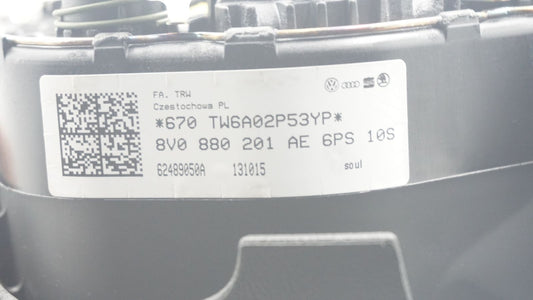 FA. TRW
Czestochowa PL
*670 TW6A02P53YP*
8V0 880 201 AE 6PS 10S
62489050A 131015 soul